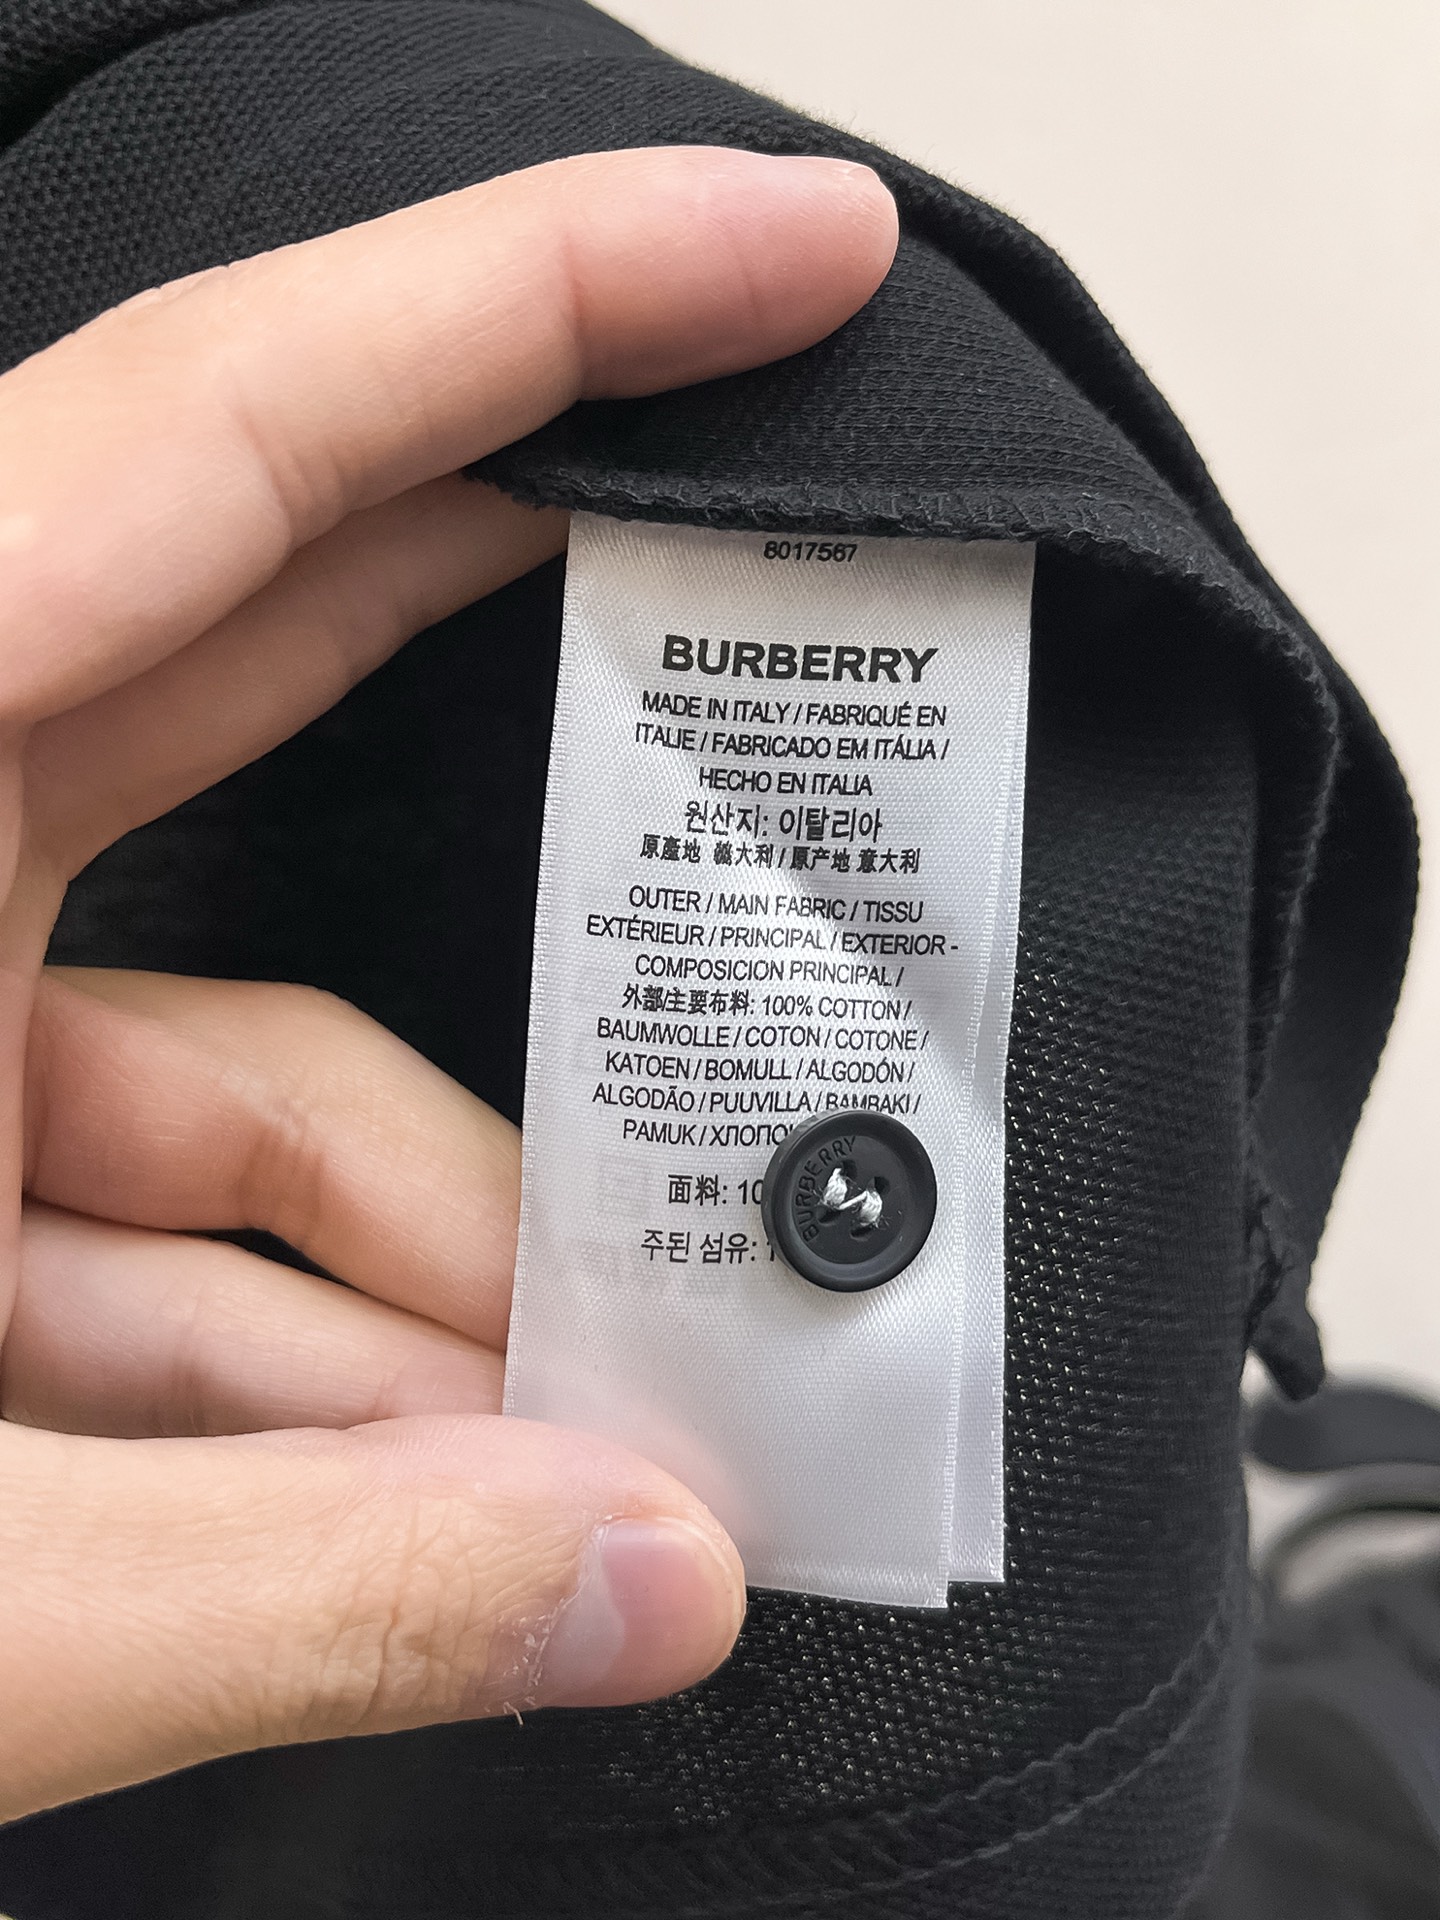 8017567
BURBERRY
MADE IN ITALY / FABRIQUÉ EN
ITALIE / FABRICADO EM ITÁLIA /
HECHO EN ITALIA
원산지: 이탈리아
原產地 義大利 / 原产地 意大利
OUTER / MAIN FABRIC / TISSU
EXTÉRIEUR / PRINCIPAL / EXTERIOR -
COMPOSICION PRINCIPAL /
外部/主要布料: 100% COTTON /
BAUMWOLLE / COTON / COTONE /
KATOEN / BOMULL / ALGODÓN /
ALGODÃO / PUUVILLA / BAMBAKI /
PAMUK /
面料:
주된 섬유:
BURBERRY